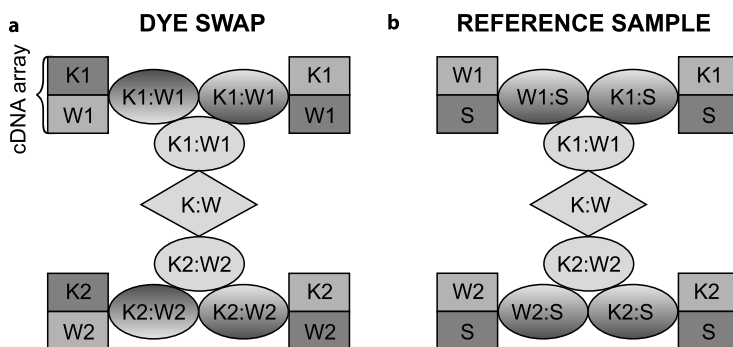 a DYE SWAP
cDNA array
K1
W1
K1:W1
K1:W1
K1
W1
K1:W1
K:W
K2:W2
K2
W2
K2:W2
K2:W2
K2
W2
b REFERENCE SAMPLE
W1
S
W1:S
K1:S
K1
S
K1:W1
K:W
K2:W2
W2
S
W2:S
K2:S
K2
S